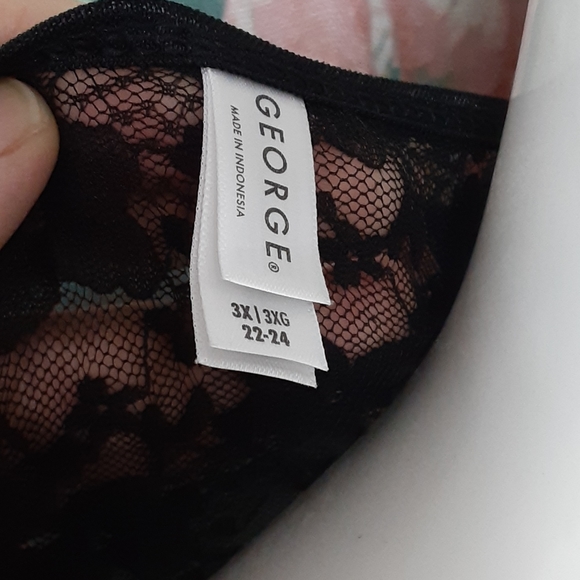 GEORGE®
MADE IN INDONESIA
3X | 3XG
22-24